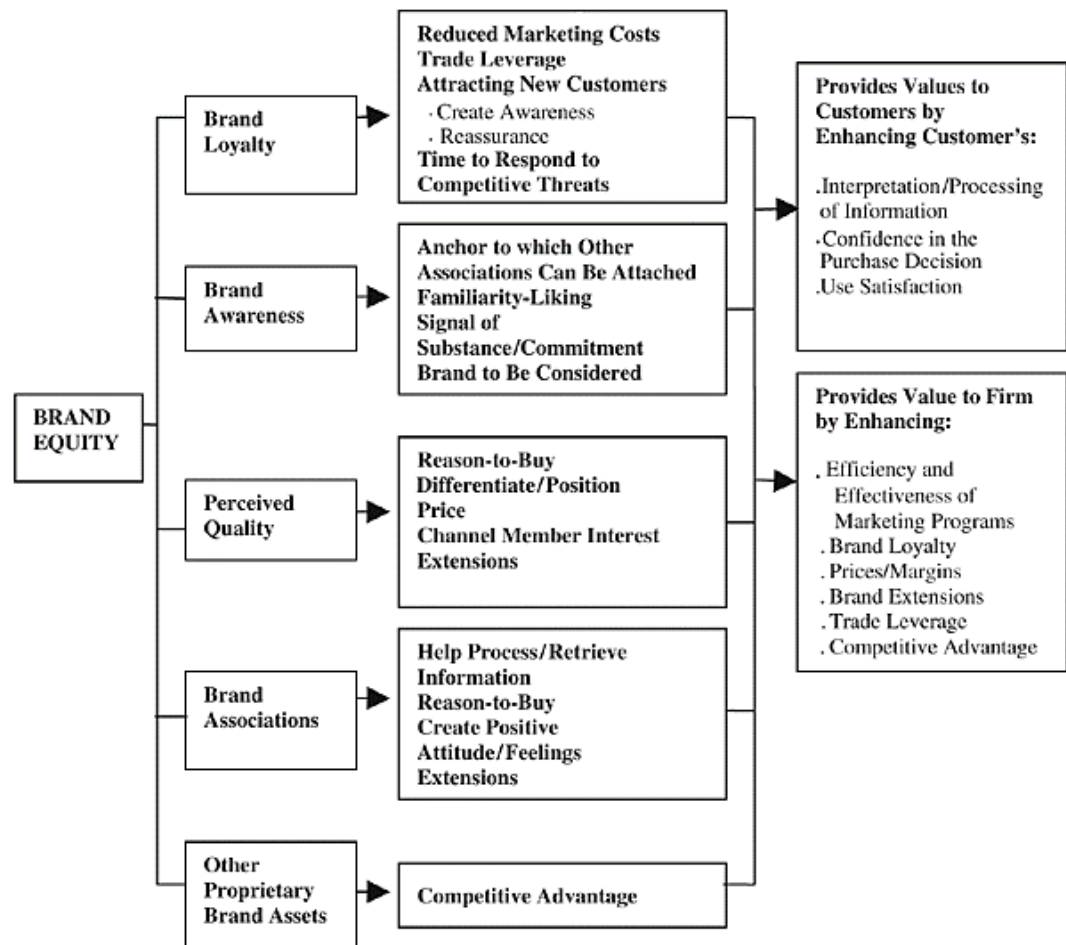 BRAND
EQUITY
Brand
Loyalty
Reduced Marketing Costs
Trade Leverage
Attracting New Customers
· Create Awareness
· Reassurance
Time to Respond to
Competitive Threats
Brand
Awareness
Anchor to which Other
Associations Can Be Attached
Familiarity-Liking
Signal of
Substance/Commitment
Brand to Be Considered
Perceived
Quality
Reason-to-Buy
Differentiate/Position
Price
Channel Member Interest
Extensions
Brand
Associations
Help Process/Retrieve
Information
Reason-to-Buy
Create Positive
Attitude/Feelings
Extensions
Other
Proprietary
Brand Assets
Competitive Advantage
Provides Values to
Customers by
Enhancing Customer's:
. Interpretation/Processing
of Information
· Confidence in the
Purchase Decision
. Use Satisfaction
Provides Value to Firm
by Enhancing:
. Efficiency and
Effectiveness of
Marketing Programs
. Brand Loyalty
. Prices/Margins
. Brand Extensions
. Trade Leverage
. Competitive Advantage